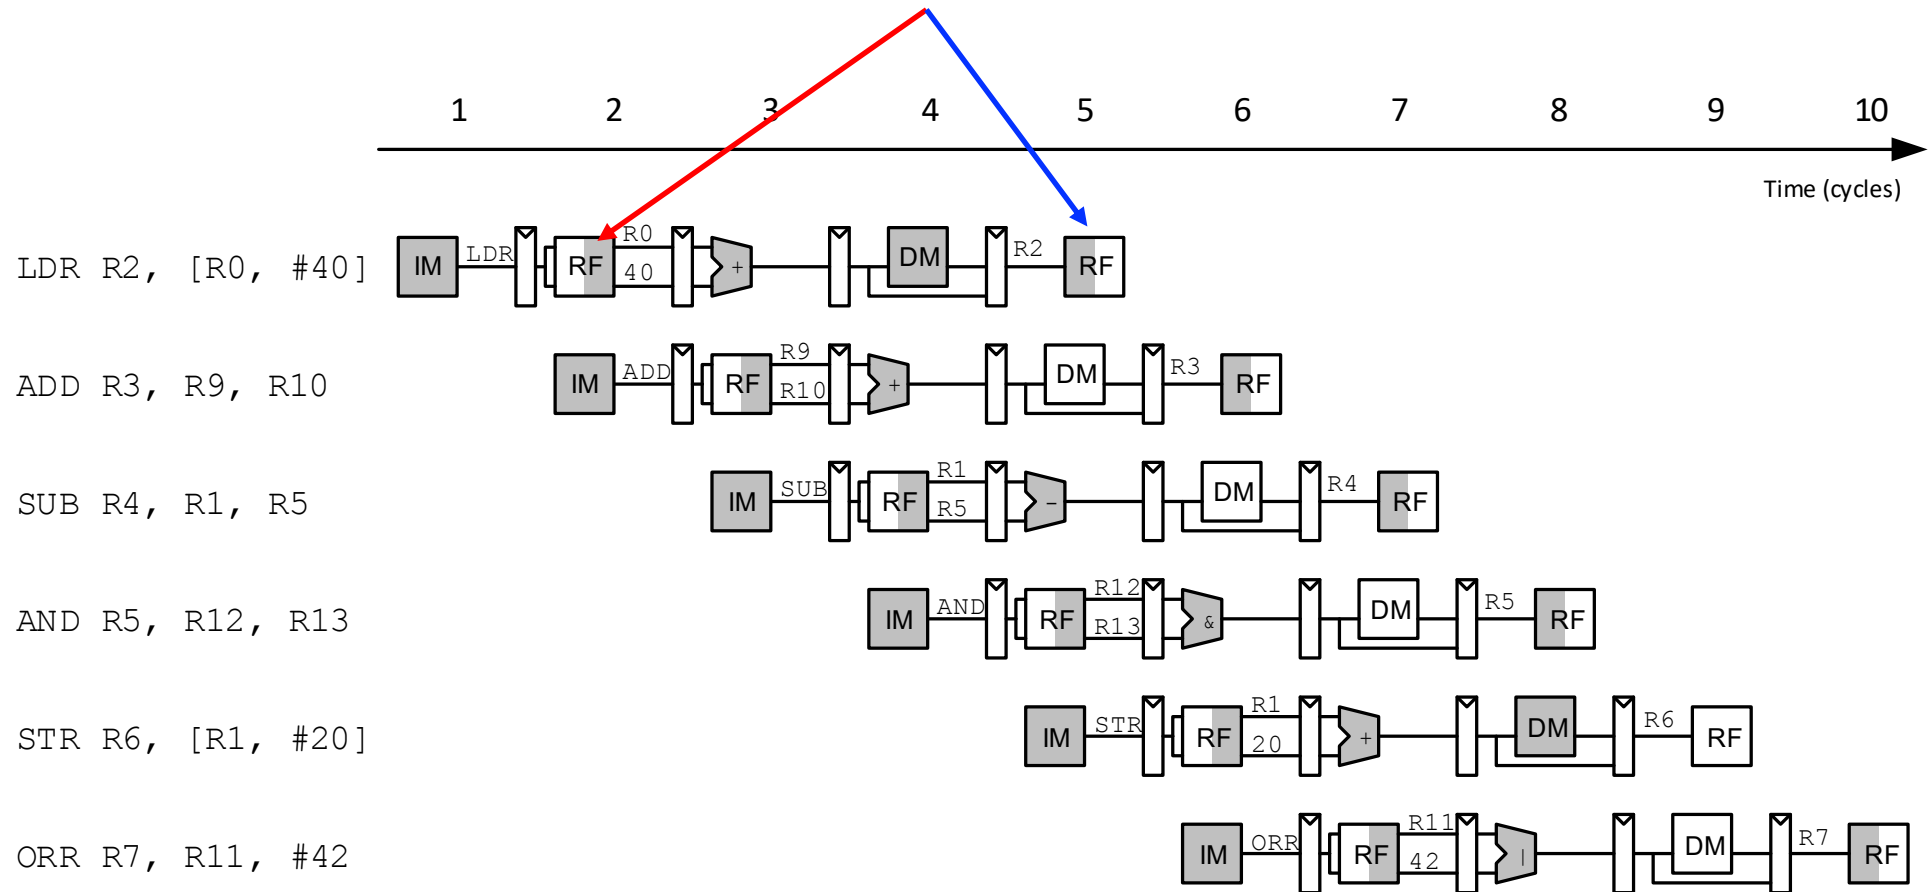 1 2 3 4 5 6 7 8 9 10
Time (cycles)
LDR R2, [R0, #40] IM LDR RF R0 40 + DM R2 RF
ADD R3, R9, R10 IM ADD RF R9 R10 + DM R3 RF
SUB R4, R1, R5 IM SUB RF R1 R5 - DM R4 RF
AND R5, R12, R13 IM AND RF R12 R13 & DM R5 RF
STR R6, [R1, #20] IM STR RF R1 20 + DM R6 RF
ORR R7, R11, #42 IM ORR RF R11 42 | DM R7 RF